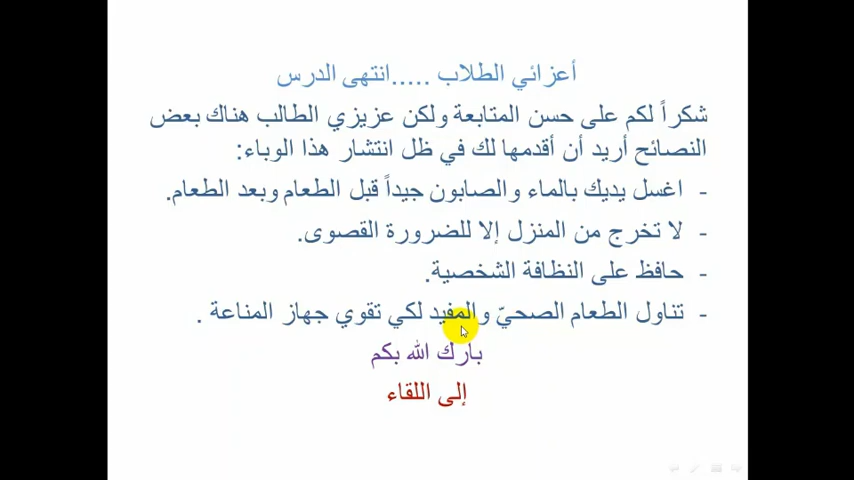 أعزائي الطلاب .....انتهى الدرس
شكراً لكم على حسن المتابعة ولكن عزيزي الطالب هناك بعض
النصائح أريد أن أقدمها لك في ظل انتشار هذا الوباء:
- اغسل يديك بالماء والصابون جيداً قبل الطعام وبعد الطعام.
- لا تخرج من المنزل إلا للضرورة القصوى.
- حافظ على النظافة الشخصية.
- تناول الطعام الصحيّ والمفيد لكي تقوي جهاز المناعة .
بارك الله بكم
إلى اللقاء